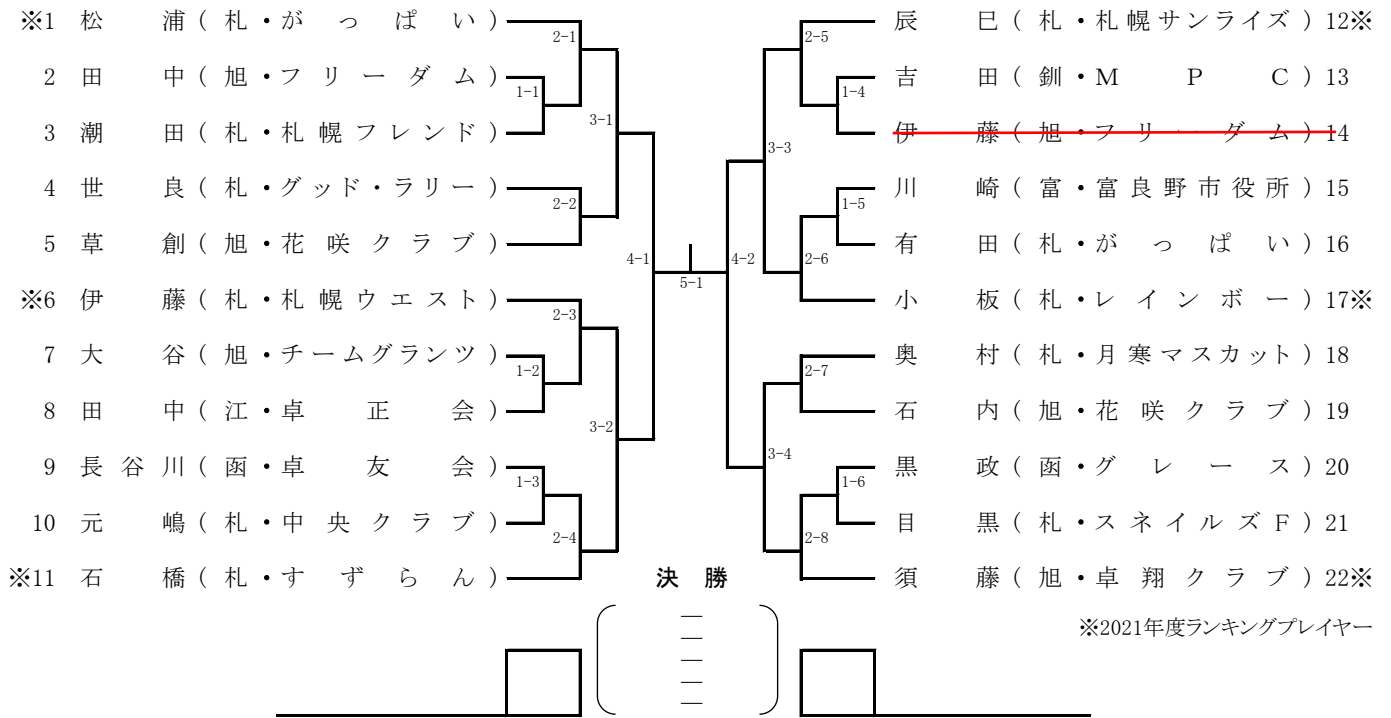 ※1 松浦(札・がっぱい)
2 田中(旭・フリーダム)
3 潮田(札・札幌フレンド)
4 世良(札・グッド・ラリー)
5 草創(旭・花咲クラブ)
※6 伊藤(札・札幌ウエスト)
7 大谷(旭・チームグランツ)
8 田中(江・卓正会)
9 長谷川(函・卓友会)
10 元嶋(札・中央クラブ)
※11 石橋(札・すずらん)
2-1
1-1
3-1
2-2
4-1
2-3
1-2
3-2
1-3
2-4
5-1
2-5
1-4
3-3
1-5
4-2
2-6
2-7
3-4
1-6
2-8
辰巳(札・札幌サンライズ)12※
吉田(釧・MPC)13
伊藤(旭・フリーダム)14
川崎(富・富良野市役所)15
有田(札・がっぱい)16
小板(札・レインボー)17※
奥村(札・月寒マスカット)18
石内(旭・花咲クラブ)19
黒政(函・グレース)20
目黒(札・スネイルズF)21
須藤(旭・卓翔クラブ)22※
決勝
―
―
―
―
―
※2021年度ランキングプレイヤー